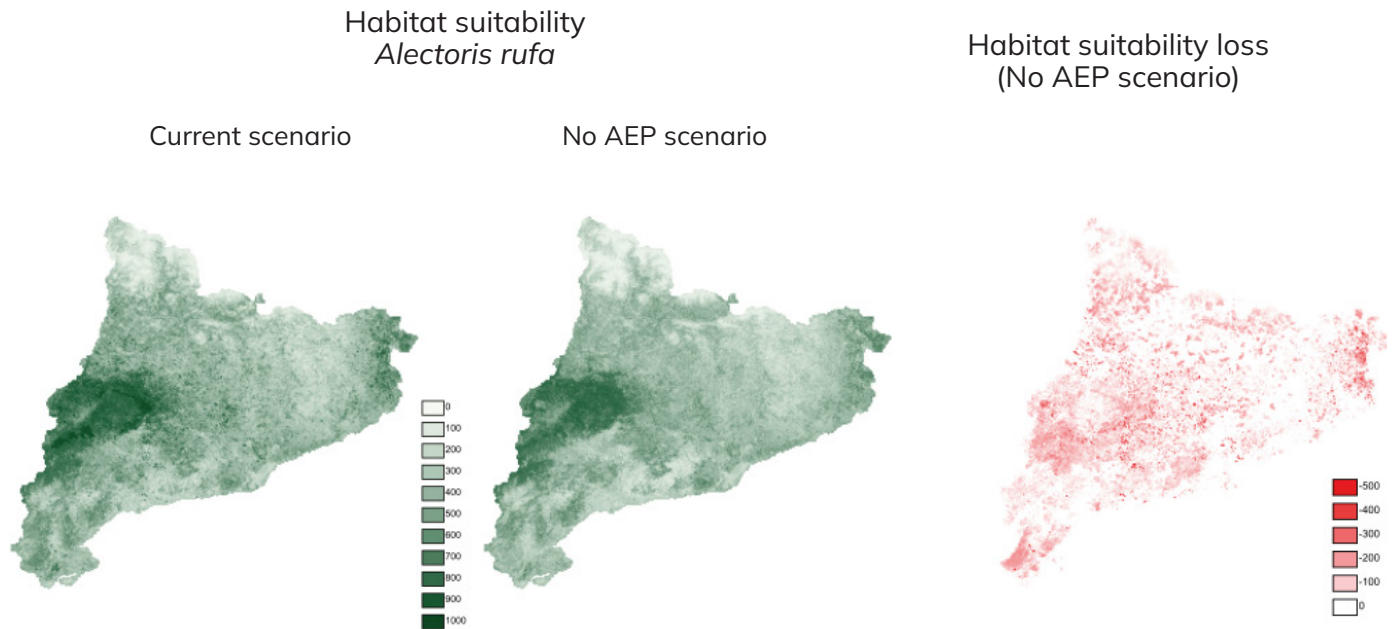 Habitat suitability
Alectoris rufa
Habitat suitability loss
(No AEP scenario)
Current scenario
No AEP scenario
0
100
200
300
400
500
600
700
800
900
1000
-500
-400
-300
-200
-100
0